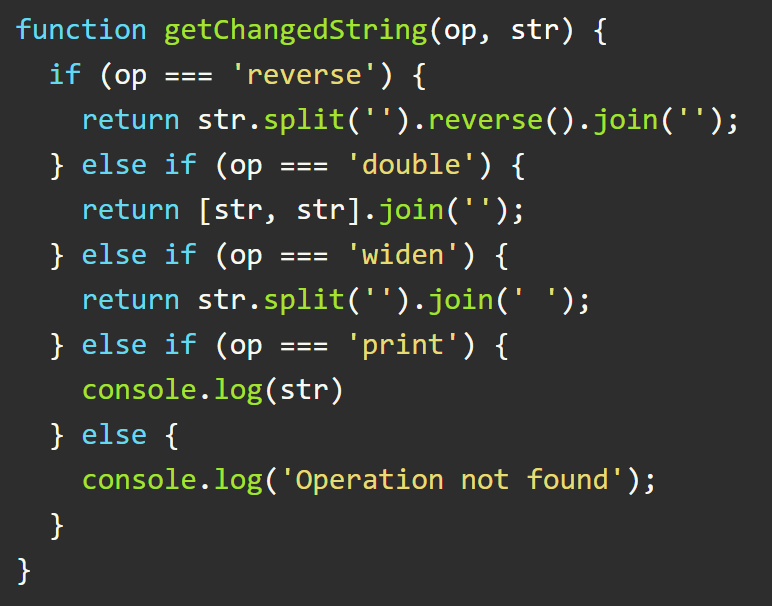 function getChangedString(op, str) {
  if (op === 'reverse') {
    return str.split('').reverse().join('');
  } else if (op === 'double') {
    return [str, str].join('');
  } else if (op === 'widen') {
    return str.split('').join(' ');
  } else if (op === 'print') {
    console.log(str)
  } else {
    console.log('Operation not found');
  }
}